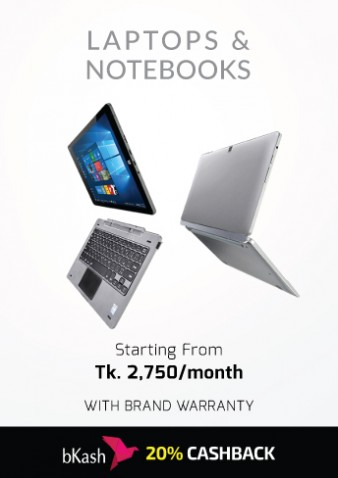 LAPTOPS &
NOTEBOOKS
Starting From
Tk. 2,750/month
WITH BRAND WARRANTY
bKash 20% CASHBACK